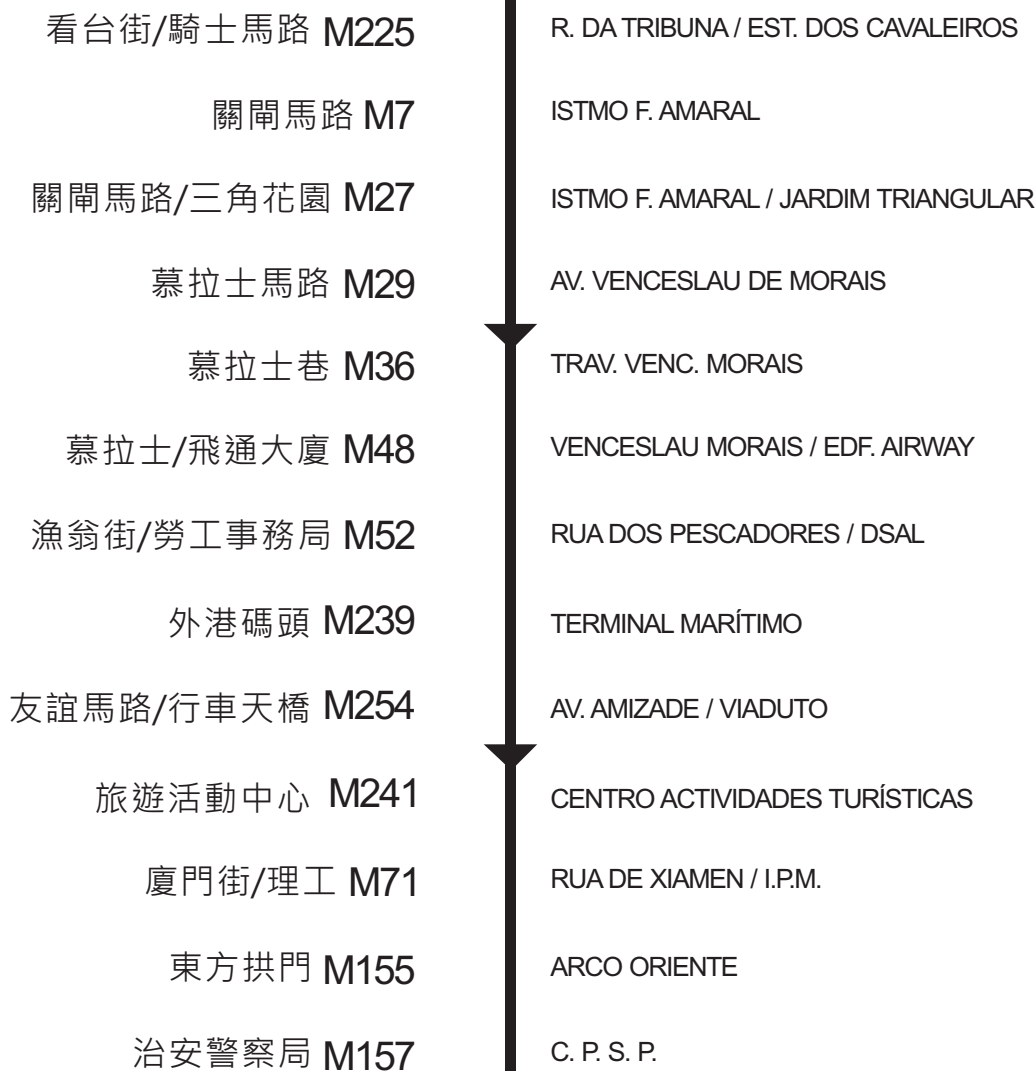 看台街/騎士馬路 M225 R. DA TRIBUNA / EST. DOS CAVALEIROS
關閘馬路 M7 ISTMO F. AMARAL
關閘馬路/三角花園 M27 ISTMO F. AMARAL / JARDIM TRIANGULAR
慕拉士馬路 M29 AV. VENCESLAU DE MORAIS
慕拉士巷 M36 TRAV. VENC. MORAIS
慕拉士/飛通大廈 M48 VENCESLAU MORAIS / EDF. AIRWAY
漁翁街/勞工事務局 M52 RUA DOS PESCADORES / DSAL
外港碼頭 M239 TERMINAL MARÍTIMO
友誼馬路/行車天橋 M254 AV. AMIZADE / VIADUTO
旅遊活動中心 M241 CENTRO ACTIVIDADES TURÍSTICAS
廈門街/理工 M71 RUA DE XIAMEN / I.P.M.
東方拱門 M155 ARCO ORIENTE
治安警察局 M157 C. P. S. P.